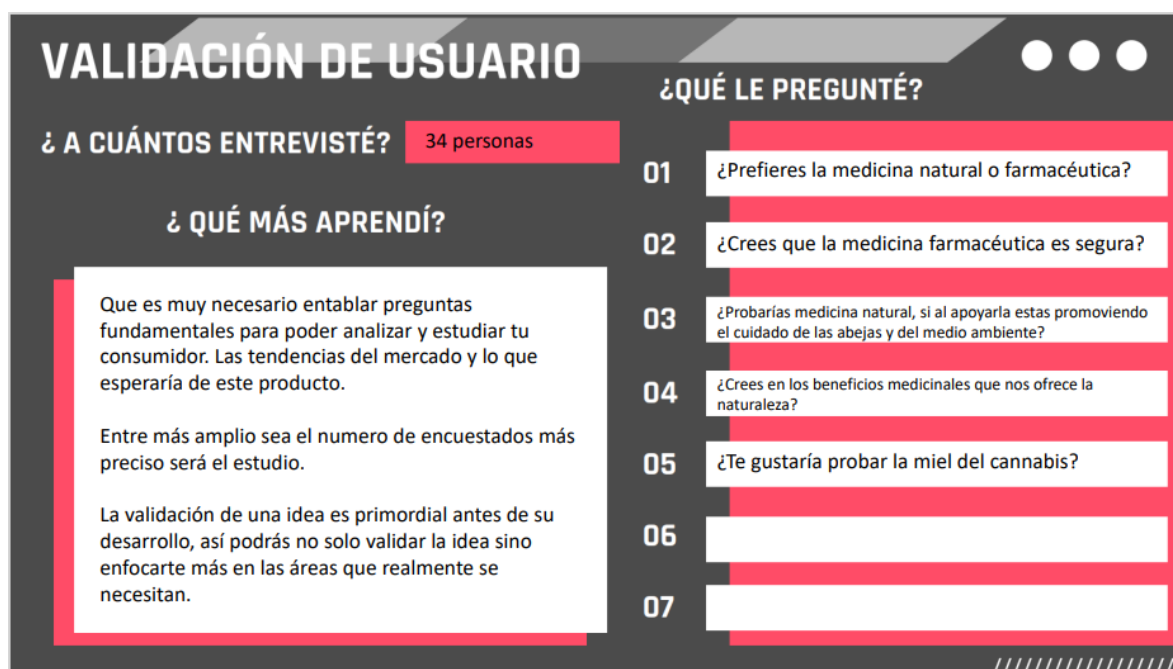 VALIDACIÓN DE USUARIO
¿ A CUÁNTOS ENTREVISTÉ?
34 personas
¿ QUÉ MÁS APRENDÍ?
Que es muy necesario entablar preguntas
fundamentales para poder analizar y estudiar tu
consumidor. Las tendencias del mercado y lo que
esperaría de este producto.
Entre más amplio sea el numero de encuestados más
preciso será el estudio.
La validación de una idea es primordial antes de su
desarrollo, así podrás no solo validar la idea sino
enfocarte más en las áreas que realmente se
necesitan.
¿QUÉ LE PREGUNTÉ?
01 ¿Prefieres la medicina natural o farmacéutica?
02 ¿Crees que la medicina farmacéutica es segura?
03 ¿Probarías medicina natural, si al apoyarla estas promoviendo
el cuidado de las abejas y del medio ambiente?
04 ¿Crees en los beneficios medicinales que nos ofrece la
naturaleza?
05 ¿Te gustaría probar la miel del cannabis?
06
07